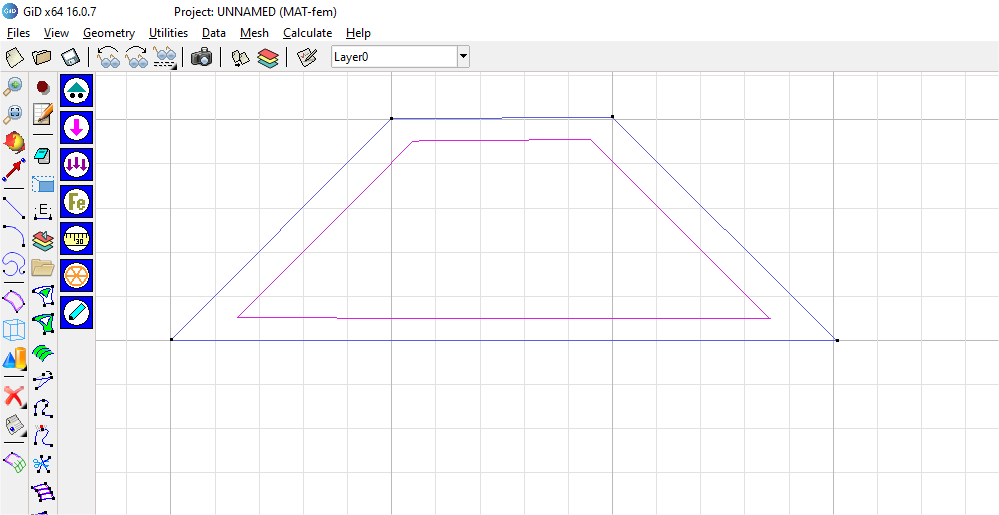 GiD GiD x64 16.0.7 Project: UNNAMED (MAT-fem)
Files View Geometry Utilities Data Mesh Calculate Help
Layer0
E
Fe
30